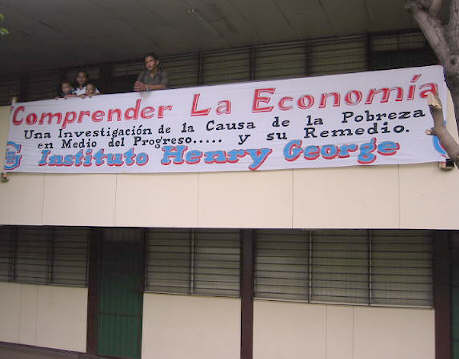 Comprender La Economía
Una Investigación de la Causa de la Pobreza
en Medio del Progreso..... y su Remedio.
Instituto Henry George